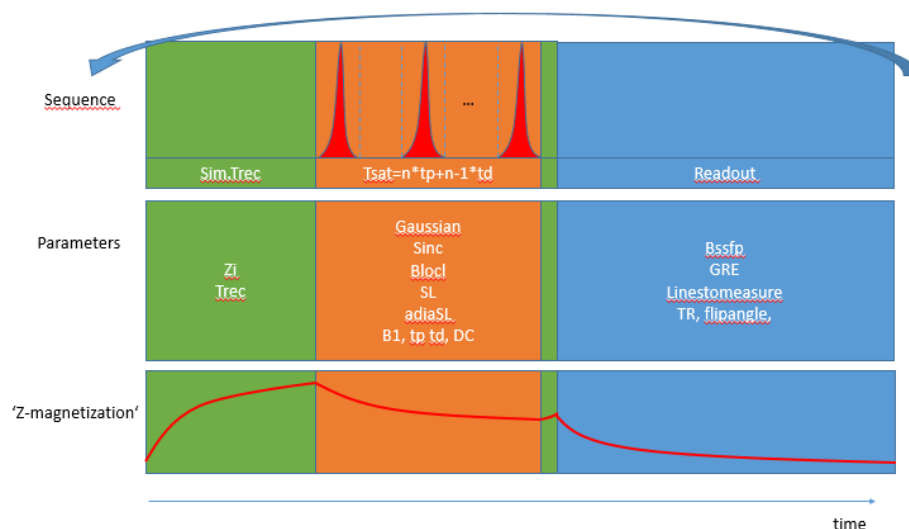 Sequence
...
Sim.Trec
Tsat=n*tp+n-1*td
Readout
Parameters
Zi
Trec
Gaussian
Sinc
Blocl
SL
adiaSL
B1, tp td, DC
Bssfp
GRE
Linestomeasure
TR, flipangle,
'Z-magnetization'
time